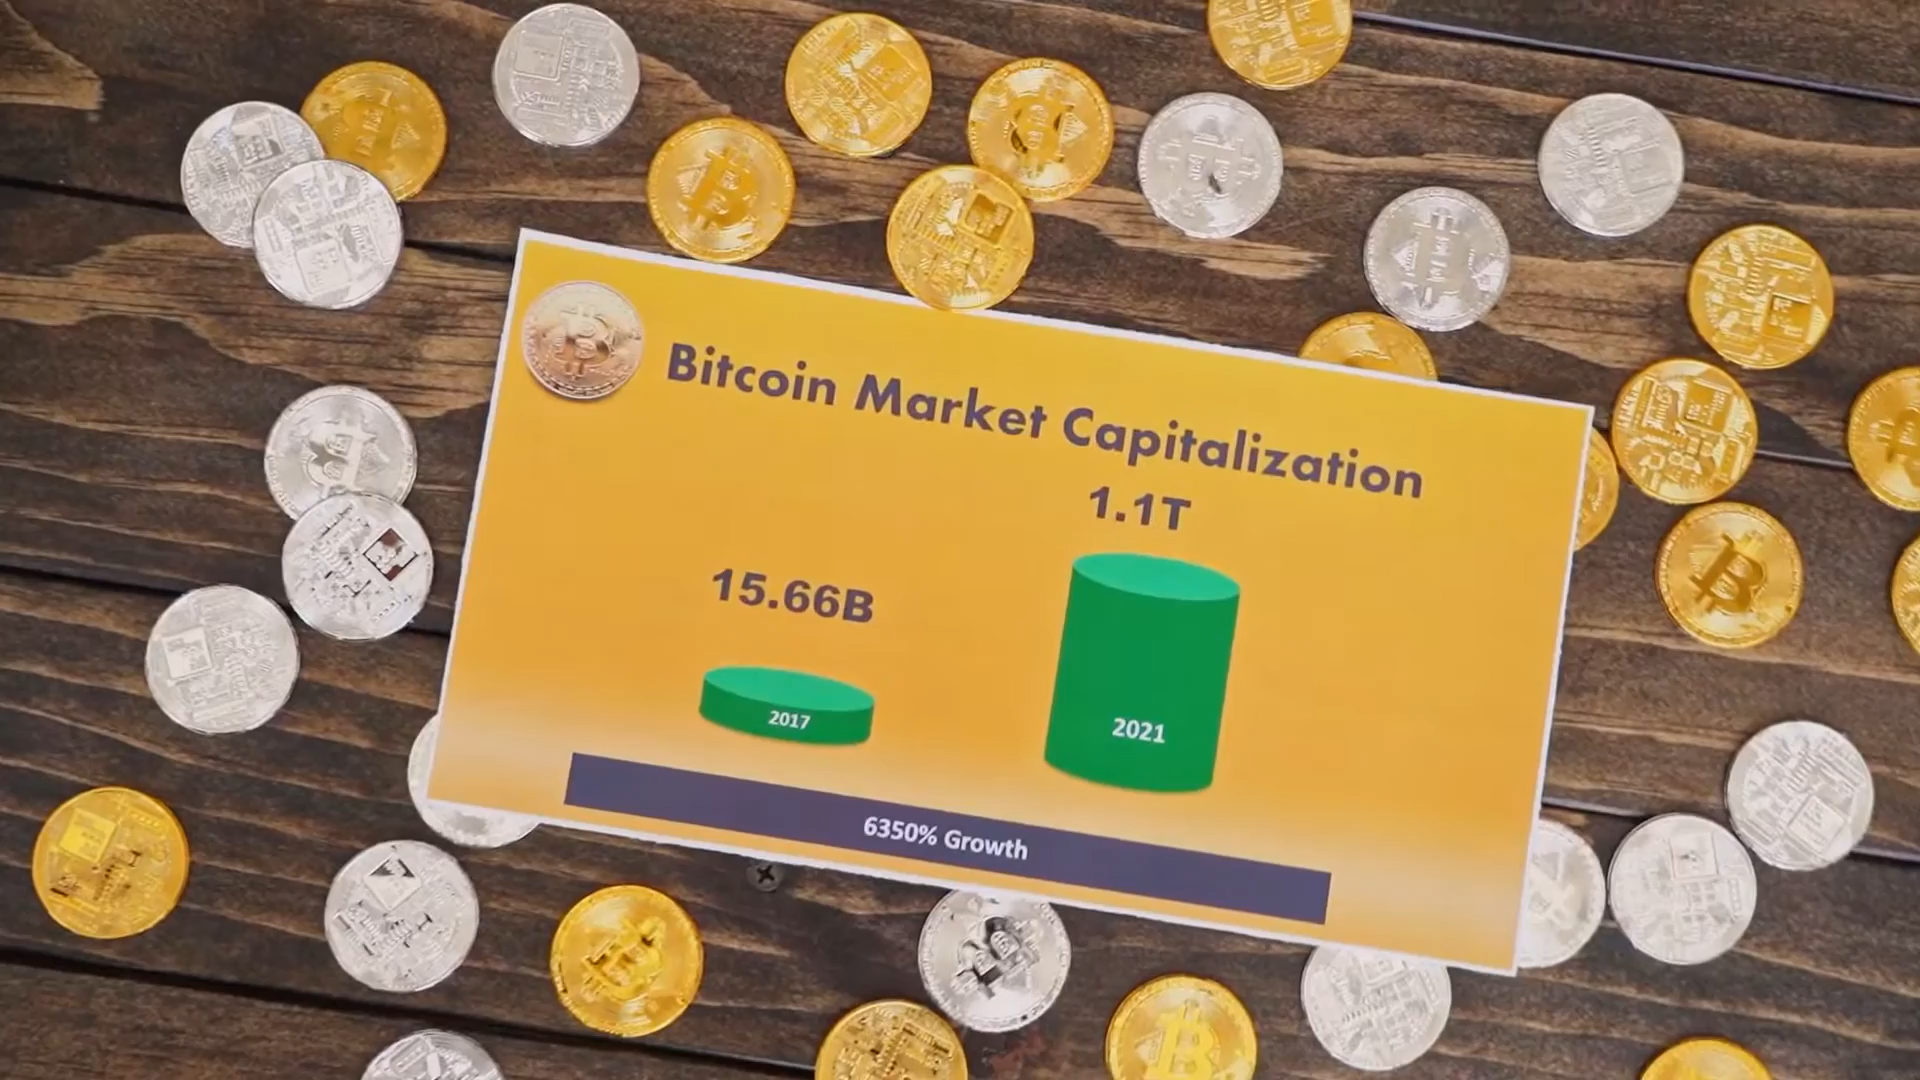 Bitcoin Market Capitalization
1.1T
15.66B
2017
2021
6350% Growth